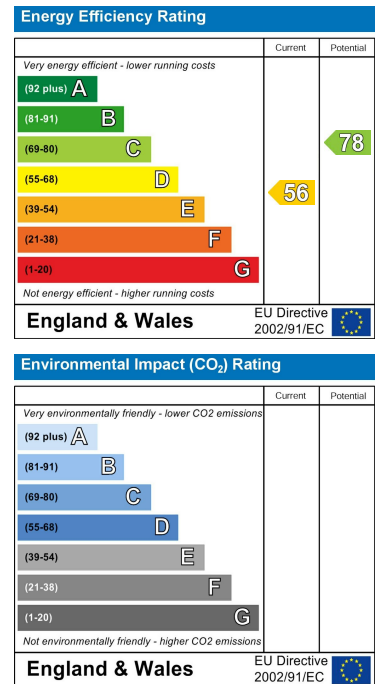 Energy Efficiency Rating
Current Potential
Very energy efficient - lower running costs
(92 plus) A
(81-91) B
(69-80) C
78
(55-68) D
56
(39-54) E
(21-38) F
(1-20) G
Not energy efficient - higher running costs
England & Wales
EU Directive
2002/91/EC
Environmental Impact (CO₂) Rating
Current Potential
Very environmentally friendly - lower CO2 emissions
(92 plus) A
(81-91) B
(69-80) C
(55-68) D
(39-54) E
(21-38) F
(1-20) G
Not environmentally friendly - higher CO2 emissions
England & Wales
EU Directive
2002/91/EC